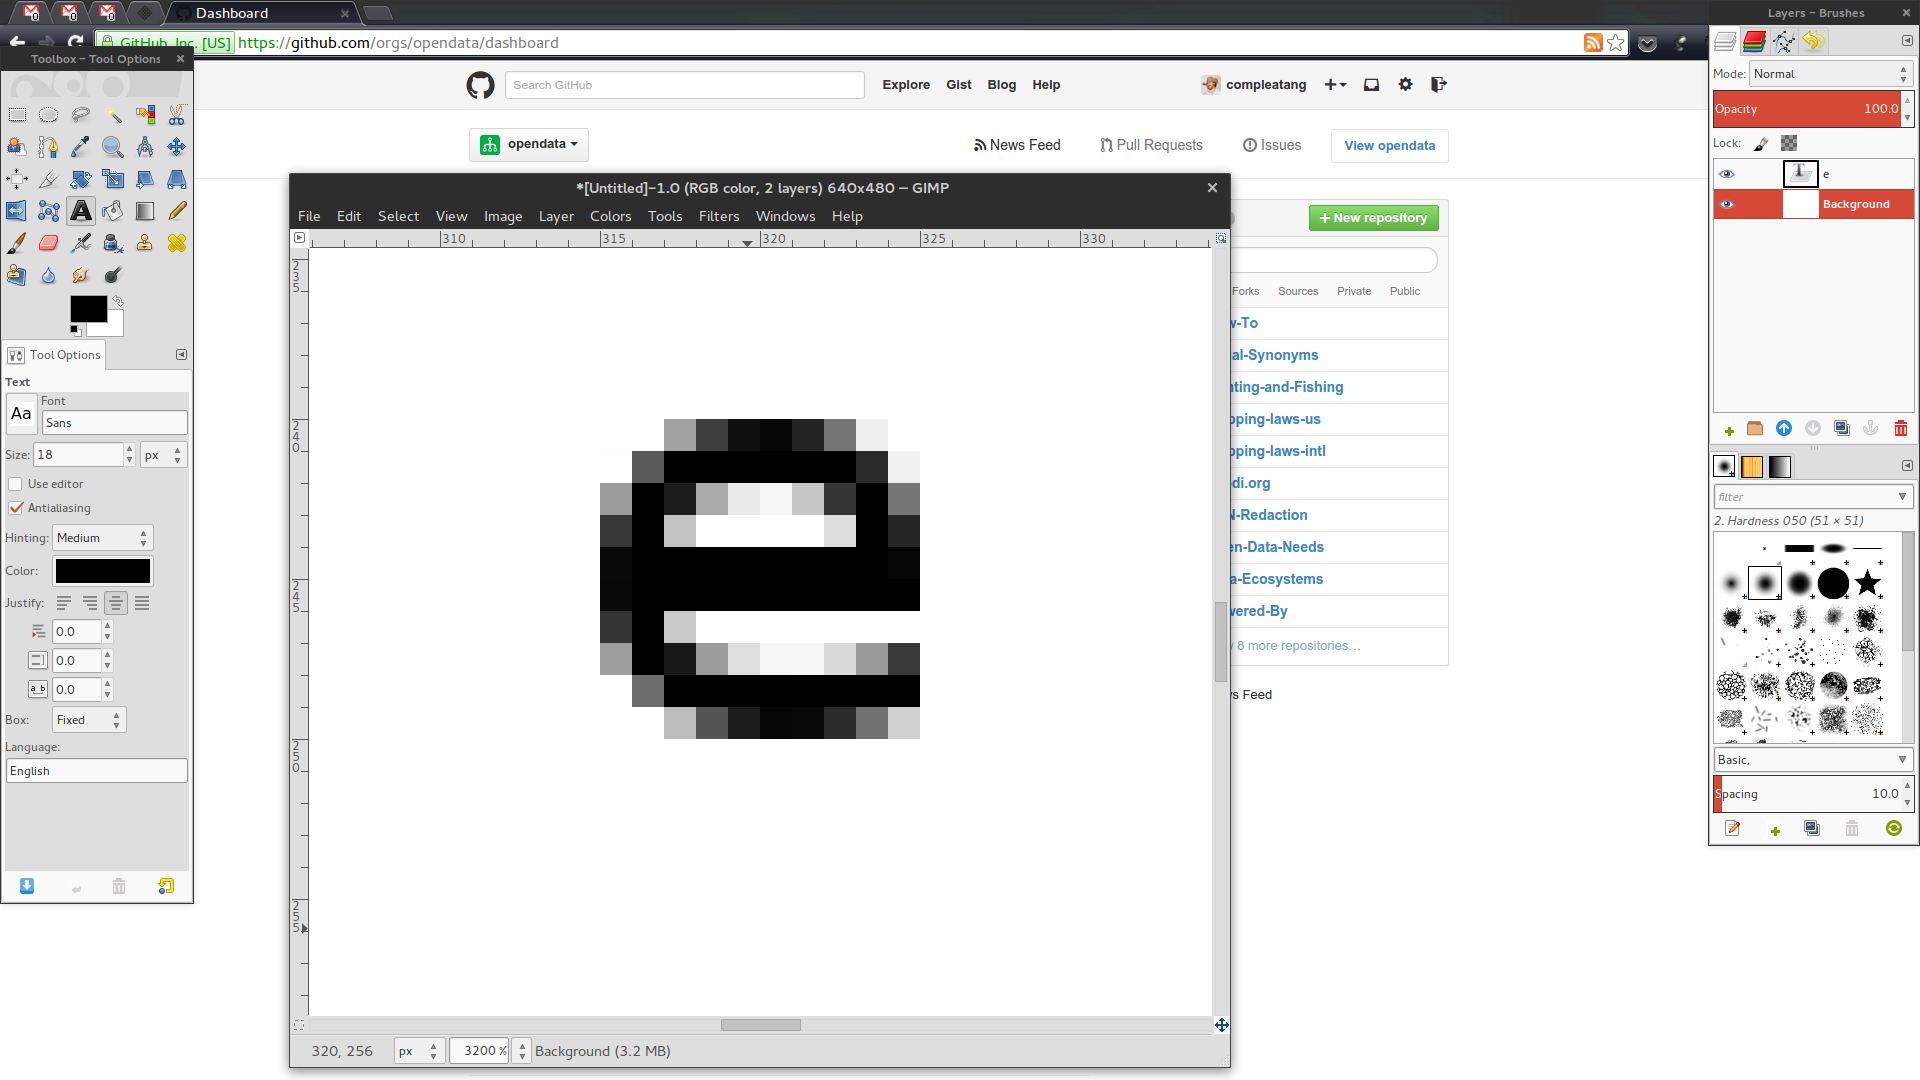 Dashboard
GitHub, Inc. [US] https://github.com/orgs/opendata/dashboard
Toolbox – Tool Options
Layers – Brushes
Search GitHub
Explore Gist Blog Help
compleatang
opendata
News Feed Pull Requests Issues View opendata
*[Untitled]-1.0 (RGB color, 2 layers) 640x480 – GIMP
File Edit Select View Image Layer Colors Tools Filters Windows Help
310 315 320 325 330
235
240
245
250
255
e
320, 256 px 3200 % Background (3.2 MB)
Tool Options
Text
Aa
Font
Sans
Size: 18 px
Use editor
Antialiasing
Hinting: Medium
Color:
Justify:
0.0
0.0
0.0
Box: Fixed
Language:
English
New repository
Forks Sources Private Public
w-To
al-Synonyms
nting-and-Fishing
pping-laws-us
pping-laws-intl
di.org
N-Redaction
en-Data-Needs
a-Ecosystems
wered-By
8 more repositories…
s Feed
Mode: Normal
Opacity 100.0
Lock:
e
Background
filter
2. Hardness 050 (51 × 51)
Basic,
Spacing 10.0